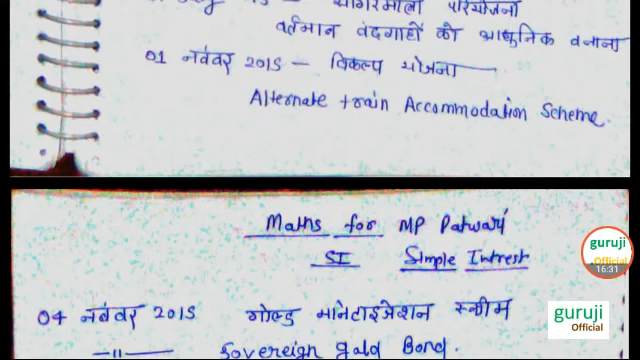 सागरमाला परियोजना
वर्तमान बंदगाहों को आधुनिक बनाना
01 नवंबर 2015 — विकल्प योजना
Alternate train Accommodation Scheme.
Maths for MP Patwari
SI Simple Intrest
guruji
Official
16:31
04 नवंबर 2015 गोल्ड मानिटाइजेशन स्कीम
guruji
Official
—॥— Sovereign gold Bond.